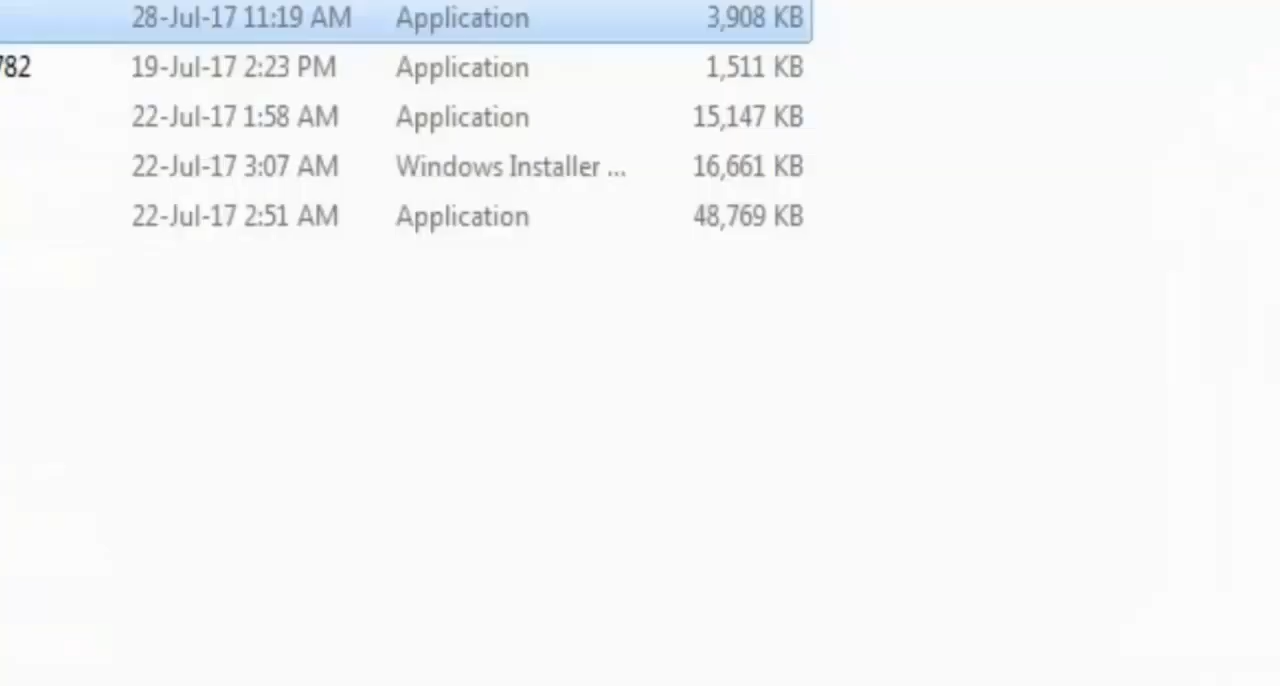 28-Jul-17 11:19 AM Application 3,908 KB
782 19-Jul-17 2:23 PM Application 1,511 KB
22-Jul-17 1:58 AM Application 15,147 KB
22-Jul-17 3:07 AM Windows Installer ... 16,661 KB
22-Jul-17 2:51 AM Application 48,769 KB